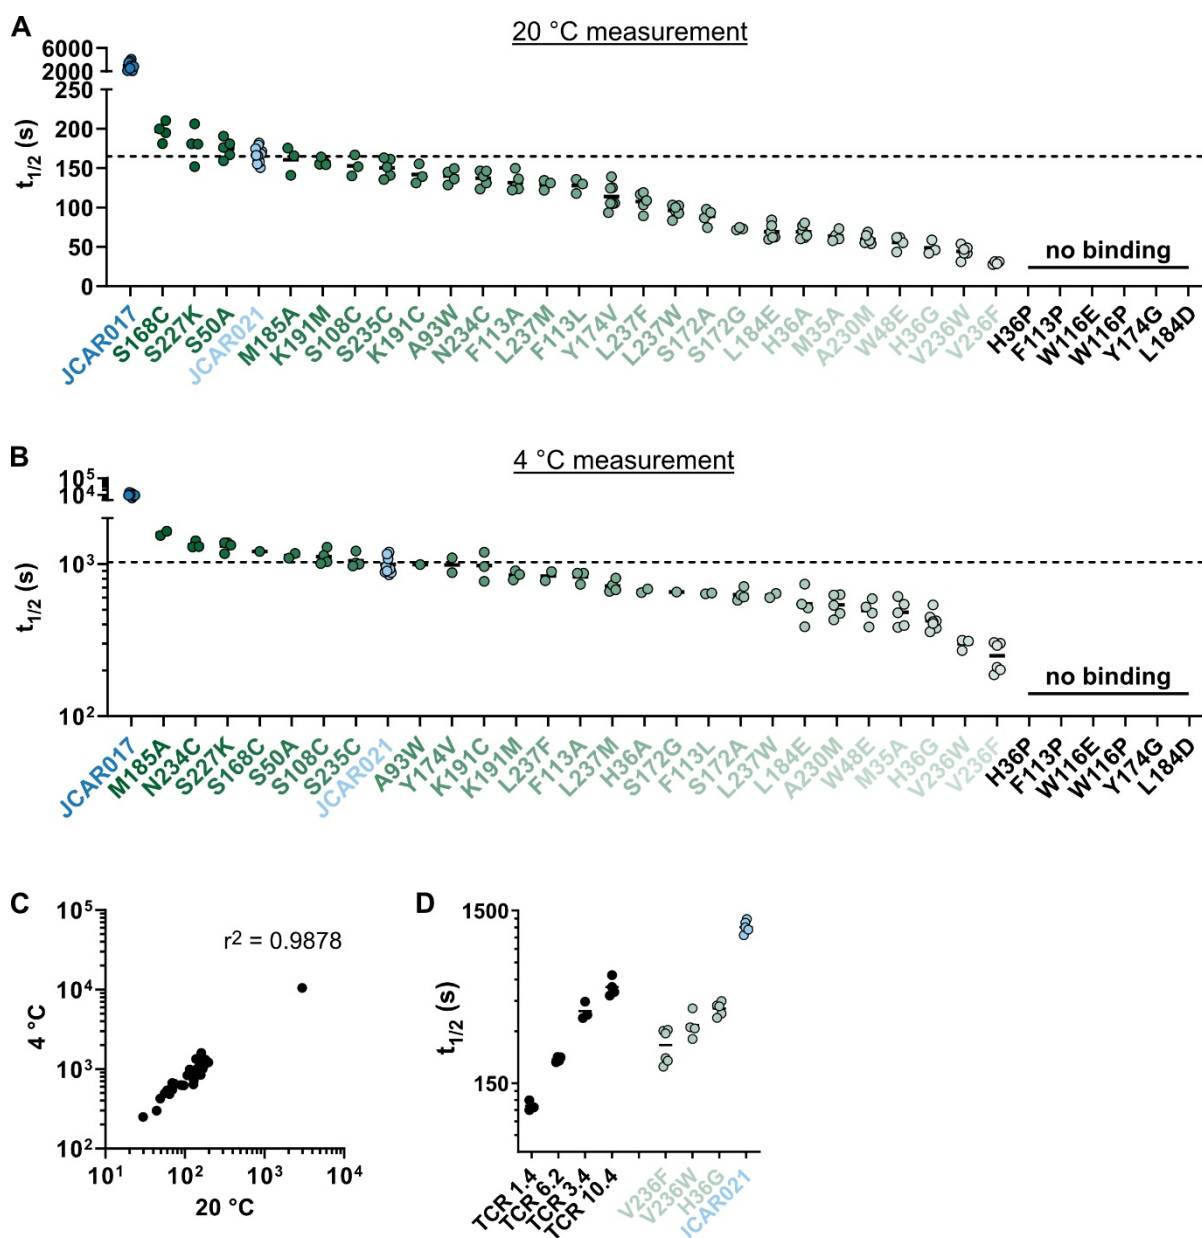 A
20 °C measurement
6000
2000
250
200
150
100
50
0
t1/2 (s)
no binding
JCAR017
S168C
S227K
S50A
JCAR021
M185A
K191M
S108C
S235C
K191C
A93W
N234C
F113A
L237M
F113L
Y174V
L237F
L237W
S172A
S172G
L184E
H36A
M35A
A230M
W48E
H36G
V236W
V236F
H36P
F113P
W116E
W116P
Y174G
L184D
B
4 °C measurement
10^5
10^4
10^3
10^2
t1/2 (s)
no binding
JCAR017
M185A
N234C
S227K
S168C
S50A
S108C
S235C
JCAR021
A93W
Y174V
K191C
K191M
L237F
F113A
L237M
H36A
S172G
F113L
S172A
L237W
L184E
A230M
W48E
M35A
H36G
V236W
V236F
H36P
F113P
W116E
W116P
Y174G
L184D
C
r2 = 0.9878
10^5
10^4
10^3
10^2
4 °C
10^1
10^2
10^3
10^4
20 °C
D
1500
150
t1/2 (s)
TCR 1.4
TCR 6.2
TCR 3.4
TCR 10.4
V236F
V236W
H36G
JCAR021